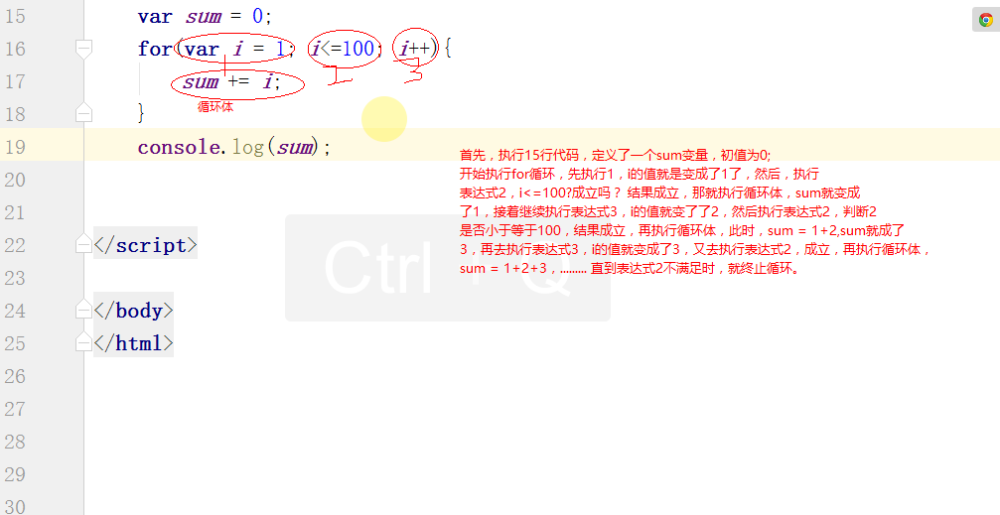 15 var sum = 0;
16 for(var i = 1; i<=100; i++){
17 sum += i;
循环体
18 }
19 console.log(sum);
首先，执行15行代码，定义了一个sum变量，初值为0;
开始执行for循环，先执行1，i的值就是变成了1了，然后，执行
表达式2，i<=100?成立吗？ 结果成立，那就执行循环体，sum就变成
了1，接着继续执行表达式3，i的值就变了了2，然后执行表达式2，判断2
是否小于等于100，结果成立，再执行循环体，此时，sum = 1+2,sum就成了
3，再去执行表达式3，i的值就变成了3，又去执行表达式2，成立，再执行循环体，
sum = 1+2+3，......... 直到表达式2不满足时，就终止循环。
20
21
22 </script>
Ctrl + Q
23
24 </body>
25 </html>
26
27
28
29
30